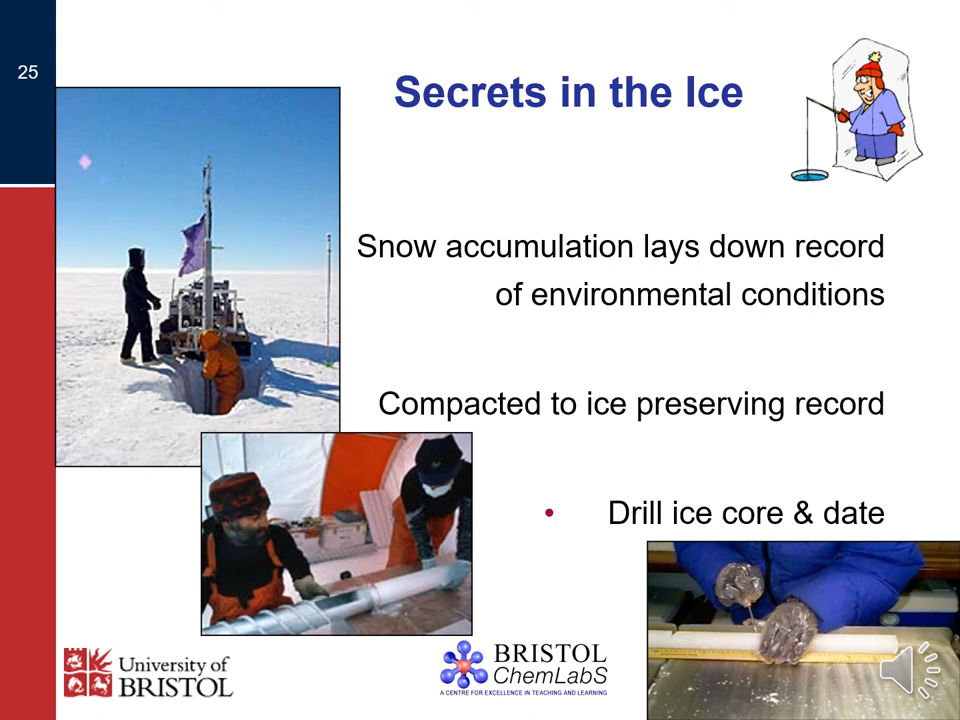 25
Secrets in the Ice
Snow accumulation lays down record
of environmental conditions
Compacted to ice preserving record
• Drill ice core & date
University of
BRISTOL
BRISTOL
ChemLabS
A CENTRE FOR EXCELLENCE IN TEACHING AND LEARNING